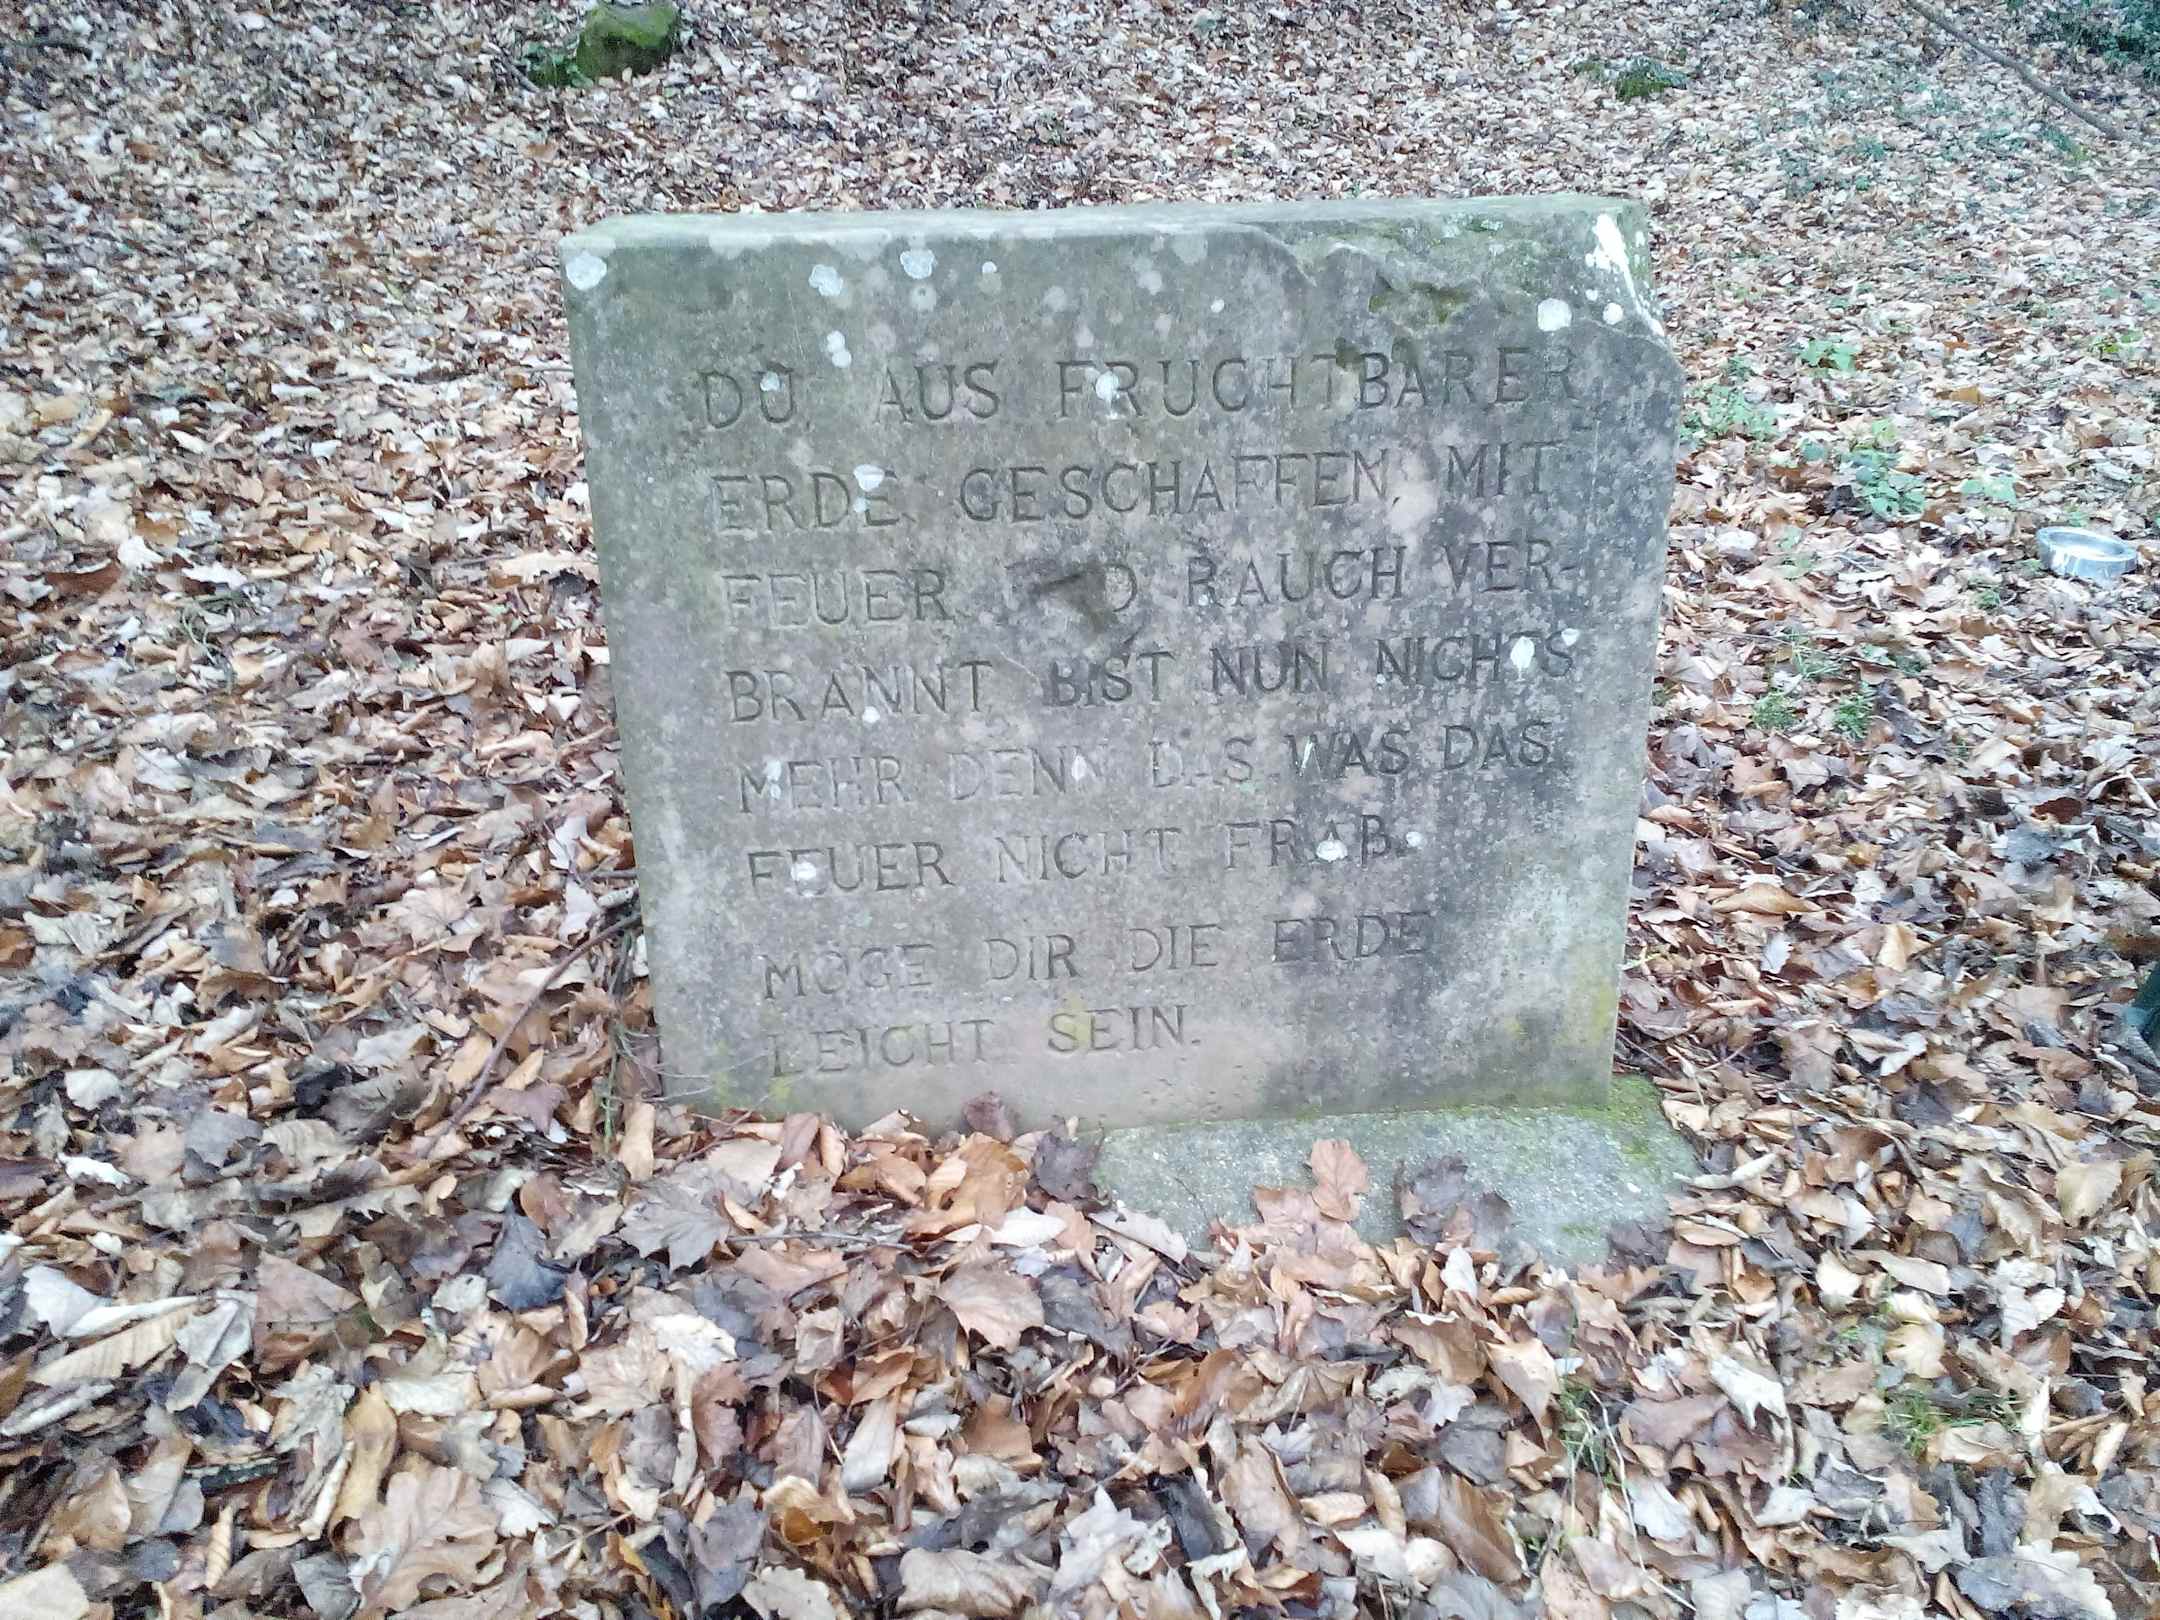 DU AUS FRUCHTBARER
ERDE GESCHAFFEN, MIT
FEUER UND RAUCH VER-
BRANNT BIST NUN NICHTS
MEHR DENN DAS WAS DAS
FEUER NICHT FRAß.
MÖGE DIR DIE ERDE
LEICHT SEIN.